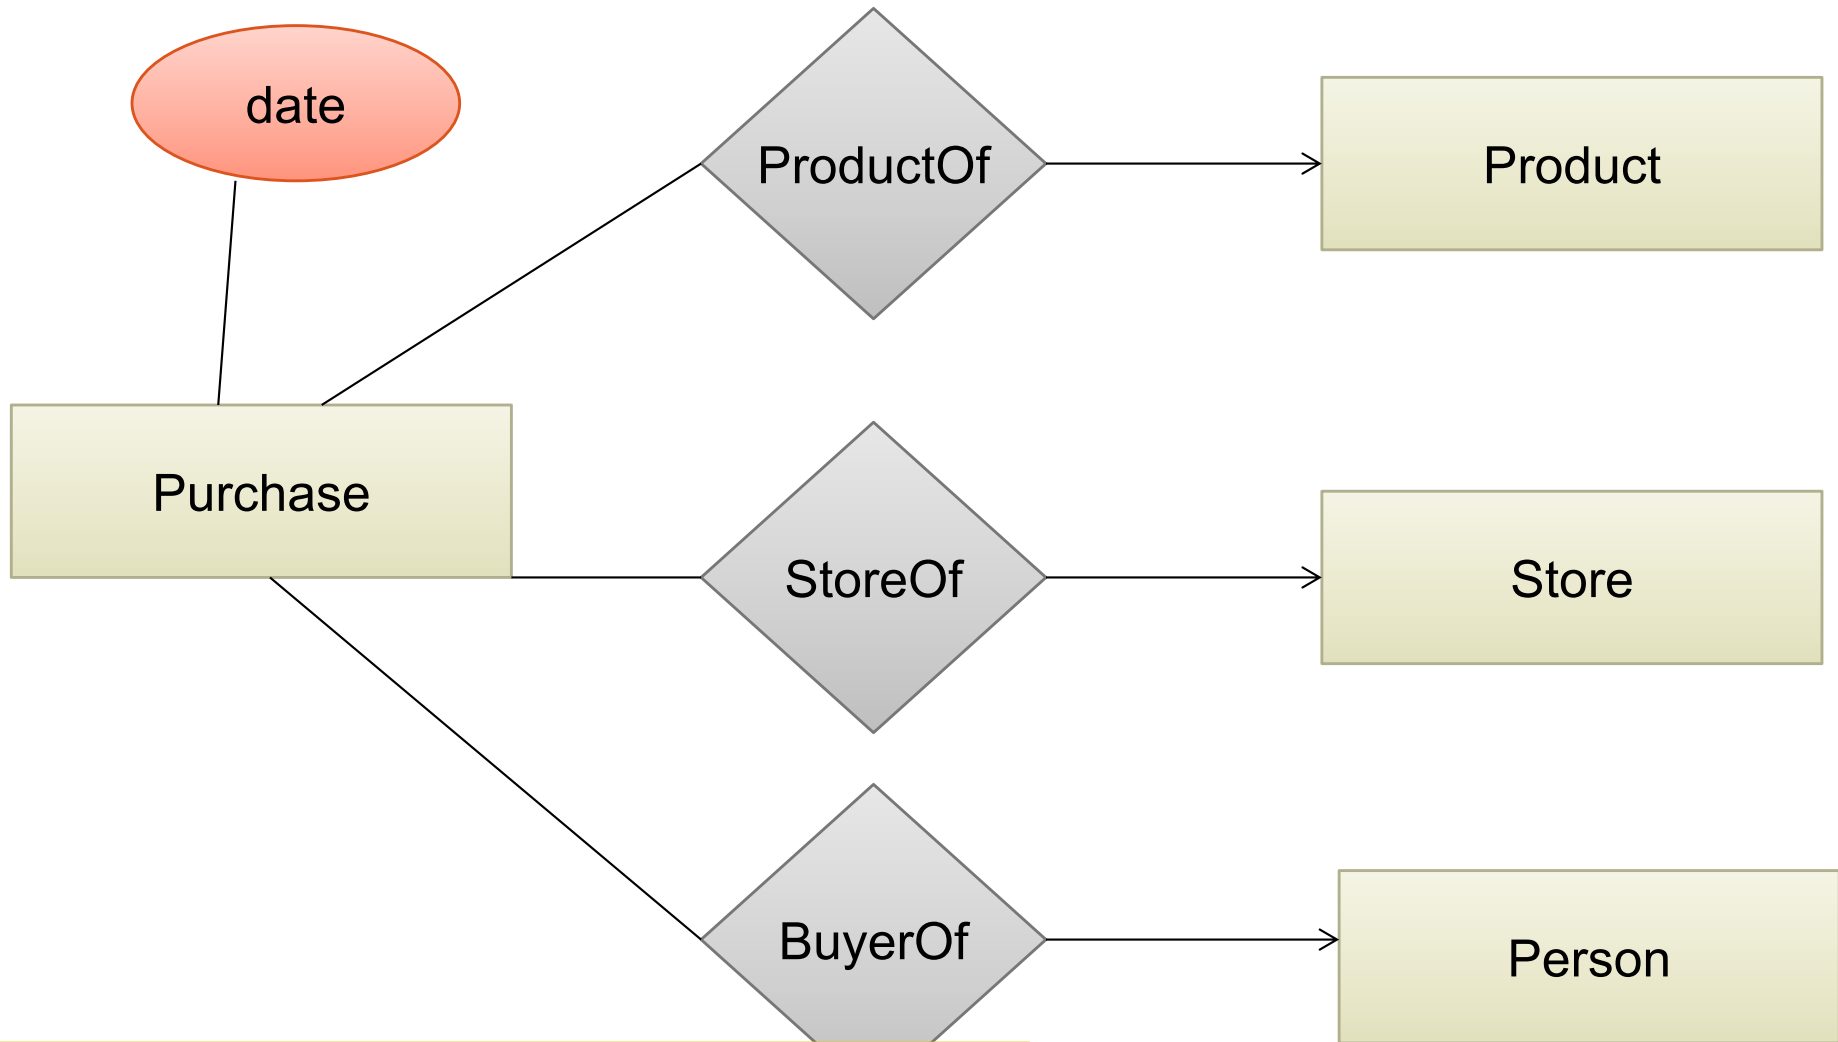 date
ProductOf
Product
Purchase
StoreOf
Store
BuyerOf
Person